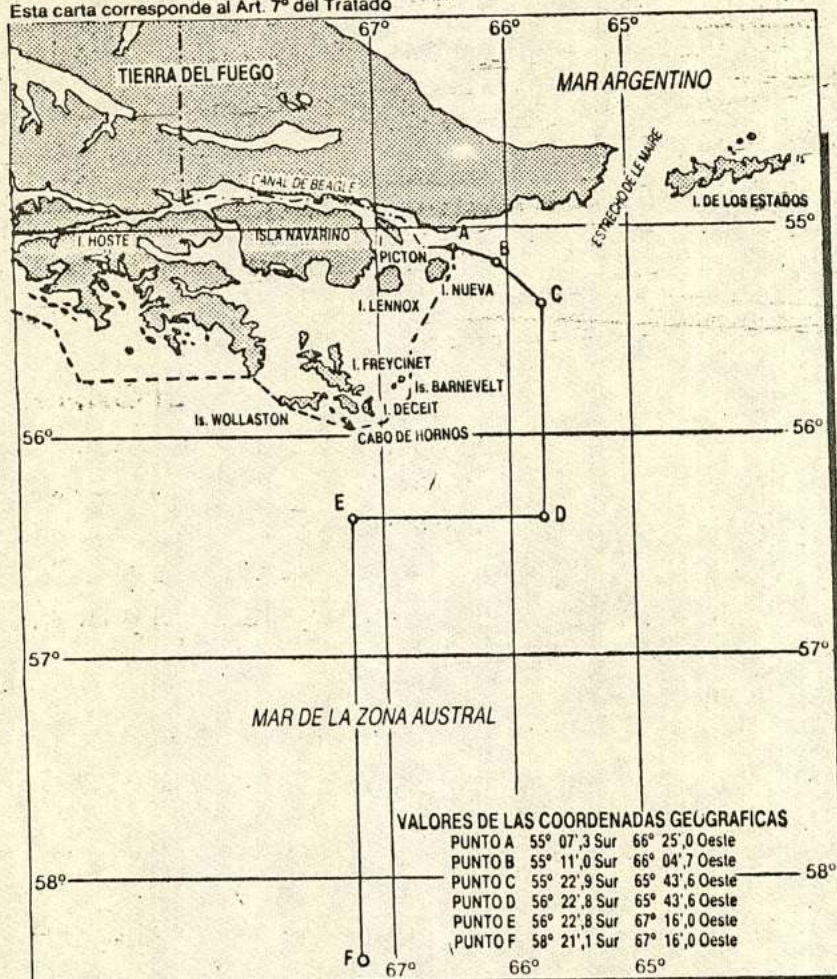 Esta carta corresponde al Art. 7º del Tratado
67º
66º
65º
TIERRA DEL FUEGO
MAR ARGENTINO
ESTRECHO DE LE MAIRE
CANAL DE BEAGLE
I. DE LOS ESTADOS
55º
I. HOSTE
ISLA NAVARINO
PICTON
A
B
I. NUEVA
C
I. LENNOX
I. FREYCINET
Is. BARNEVELT
I. DECEIT
Is. WOLLASTON
56º
CABO DE HORNOS
56º
E
D
57º
57º
MAR DE LA ZONA AUSTRAL
VALORES DE LAS COORDENADAS GEOGRAFICAS
PUNTO A 55º 07',3 Sur 66º 25',0 Oeste
PUNTO B 55º 11',0 Sur 66º 04',7 Oeste
PUNTO C 55º 22',9 Sur 65º 43',6 Oeste
PUNTO D 56º 22',8 Sur 65º 43',6 Oeste
PUNTO E 56º 22',8 Sur 67º 16',0 Oeste
PUNTO F 58º 21',1 Sur 67º 16',0 Oeste
58º
58º
F
67º
66º
65º